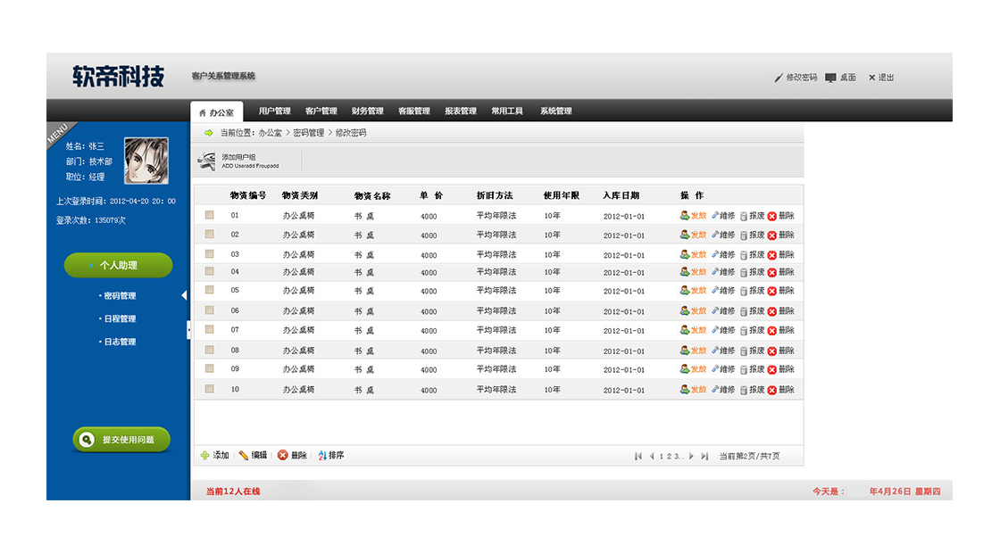 软帝科技 客户关系管理系统 修改密码 桌面 退出
办公室 用户管理 客户管理 财务管理 客服管理 报表管理 常用工具 系统管理
MENU
姓名：张三
部门：技术部
职位：经理
上次登录时间：2012-04-20 20：00
登录次数：135079次
个人助理
·密码管理
·日程管理
·日志管理
提交使用问题
当前位置：办公室 > 密码管理 > 修改密码
添加用户组
ADD Useradd Froupadd
物资编号 物资类别 物资名称 单 价 折旧方法 使用年限 入库日期 操 作
01 办公桌椅 书 桌 4000 平均年限法 10年 2012-01-01 发放 维修 报废 删除
02 办公桌椅 书 桌 4000 平均年限法 10年 2012-01-01 发放 维修 报废 删除
03 办公桌椅 书 桌 4000 平均年限法 10年 2012-01-01 发放 维修 报废 删除
04 办公桌椅 书 桌 4000 平均年限法 10年 2012-01-01 发放 维修 报废 删除
05 办公桌椅 书 桌 4000 平均年限法 10年 2012-01-01 发放 维修 报废 删除
06 办公桌椅 书 桌 4000 平均年限法 10年 2012-01-01 发放 维修 报废 删除
07 办公桌椅 书 桌 4000 平均年限法 10年 2012-01-01 发放 维修 报废 删除
08 办公桌椅 书 桌 4000 平均年限法 10年 2012-01-01 发放 维修 报废 删除
09 办公桌椅 书 桌 4000 平均年限法 10年 2012-01-01 发放 维修 报废 删除
10 办公桌椅 书 桌 4000 平均年限法 10年 2012-01-01 发放 维修 报废 删除
添加 编辑 删除 排序 1 2 3.. 当前第2页/共7页
当前12人在线 今天是： 年4月26日 星期四